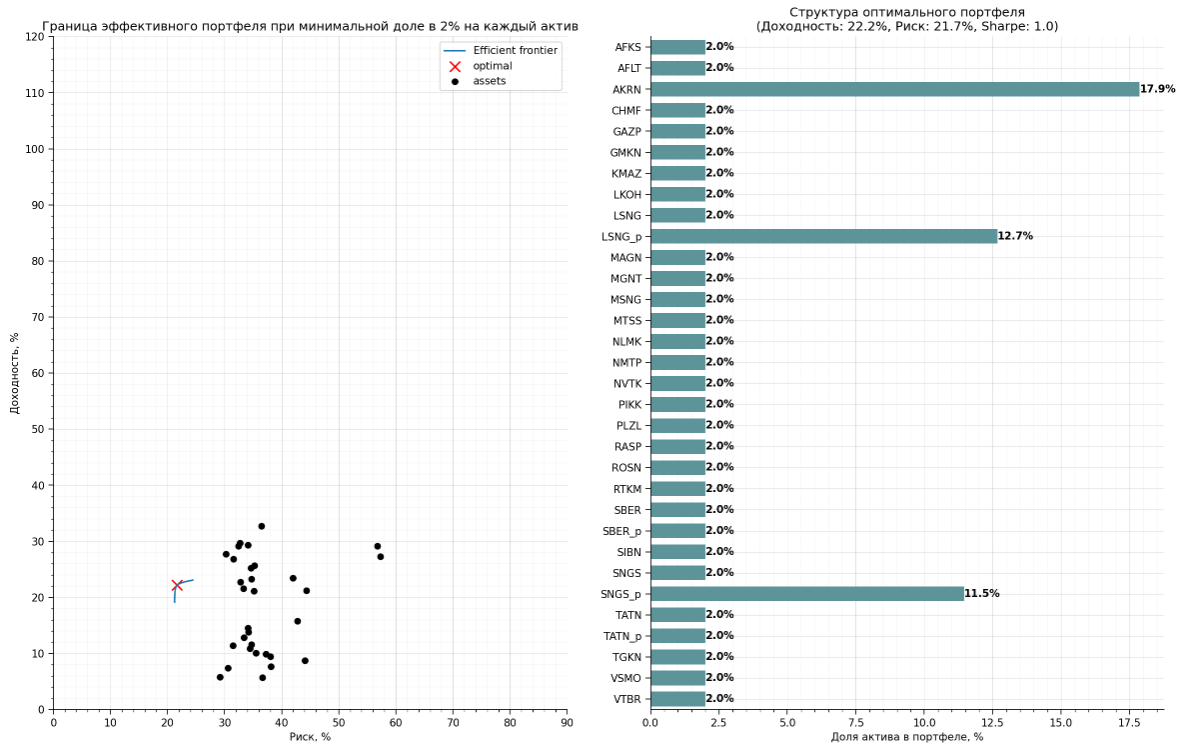 Граница эффективного портфеля при минимальной доле в 2% на каждый актив
Efficient frontier
optimal
assets
120
110
100
90
80
70
60
50
40
30
20
10
0
Доходность, %
0 10 20 30 40 50 60 70 80 90
Риск, %
Структура оптимального портфеля
(Доходность: 22.2%, Риск: 21.7%, Sharpe: 1.0)
AFKS 2.0%
AFLT 2.0%
AKRN 17.9%
CHMF 2.0%
GAZP 2.0%
GMKN 2.0%
KMAZ 2.0%
LKOH 2.0%
LSNG 2.0%
LSNG_p 12.7%
MAGN 2.0%
MGNT 2.0%
MSNG 2.0%
MTSS 2.0%
NLMK 2.0%
NMTP 2.0%
NVTK 2.0%
PIKK 2.0%
PLZL 2.0%
RASP 2.0%
ROSN 2.0%
RTKM 2.0%
SBER 2.0%
SBER_p 2.0%
SIBN 2.0%
SNGS 2.0%
SNGS_p 11.5%
TATN 2.0%
TATN_p 2.0%
TGKN 2.0%
VSMO 2.0%
VTBR 2.0%
0.0 2.5 5.0 7.5 10.0 12.5 15.0 17.5
Доля актива в портфеле, %